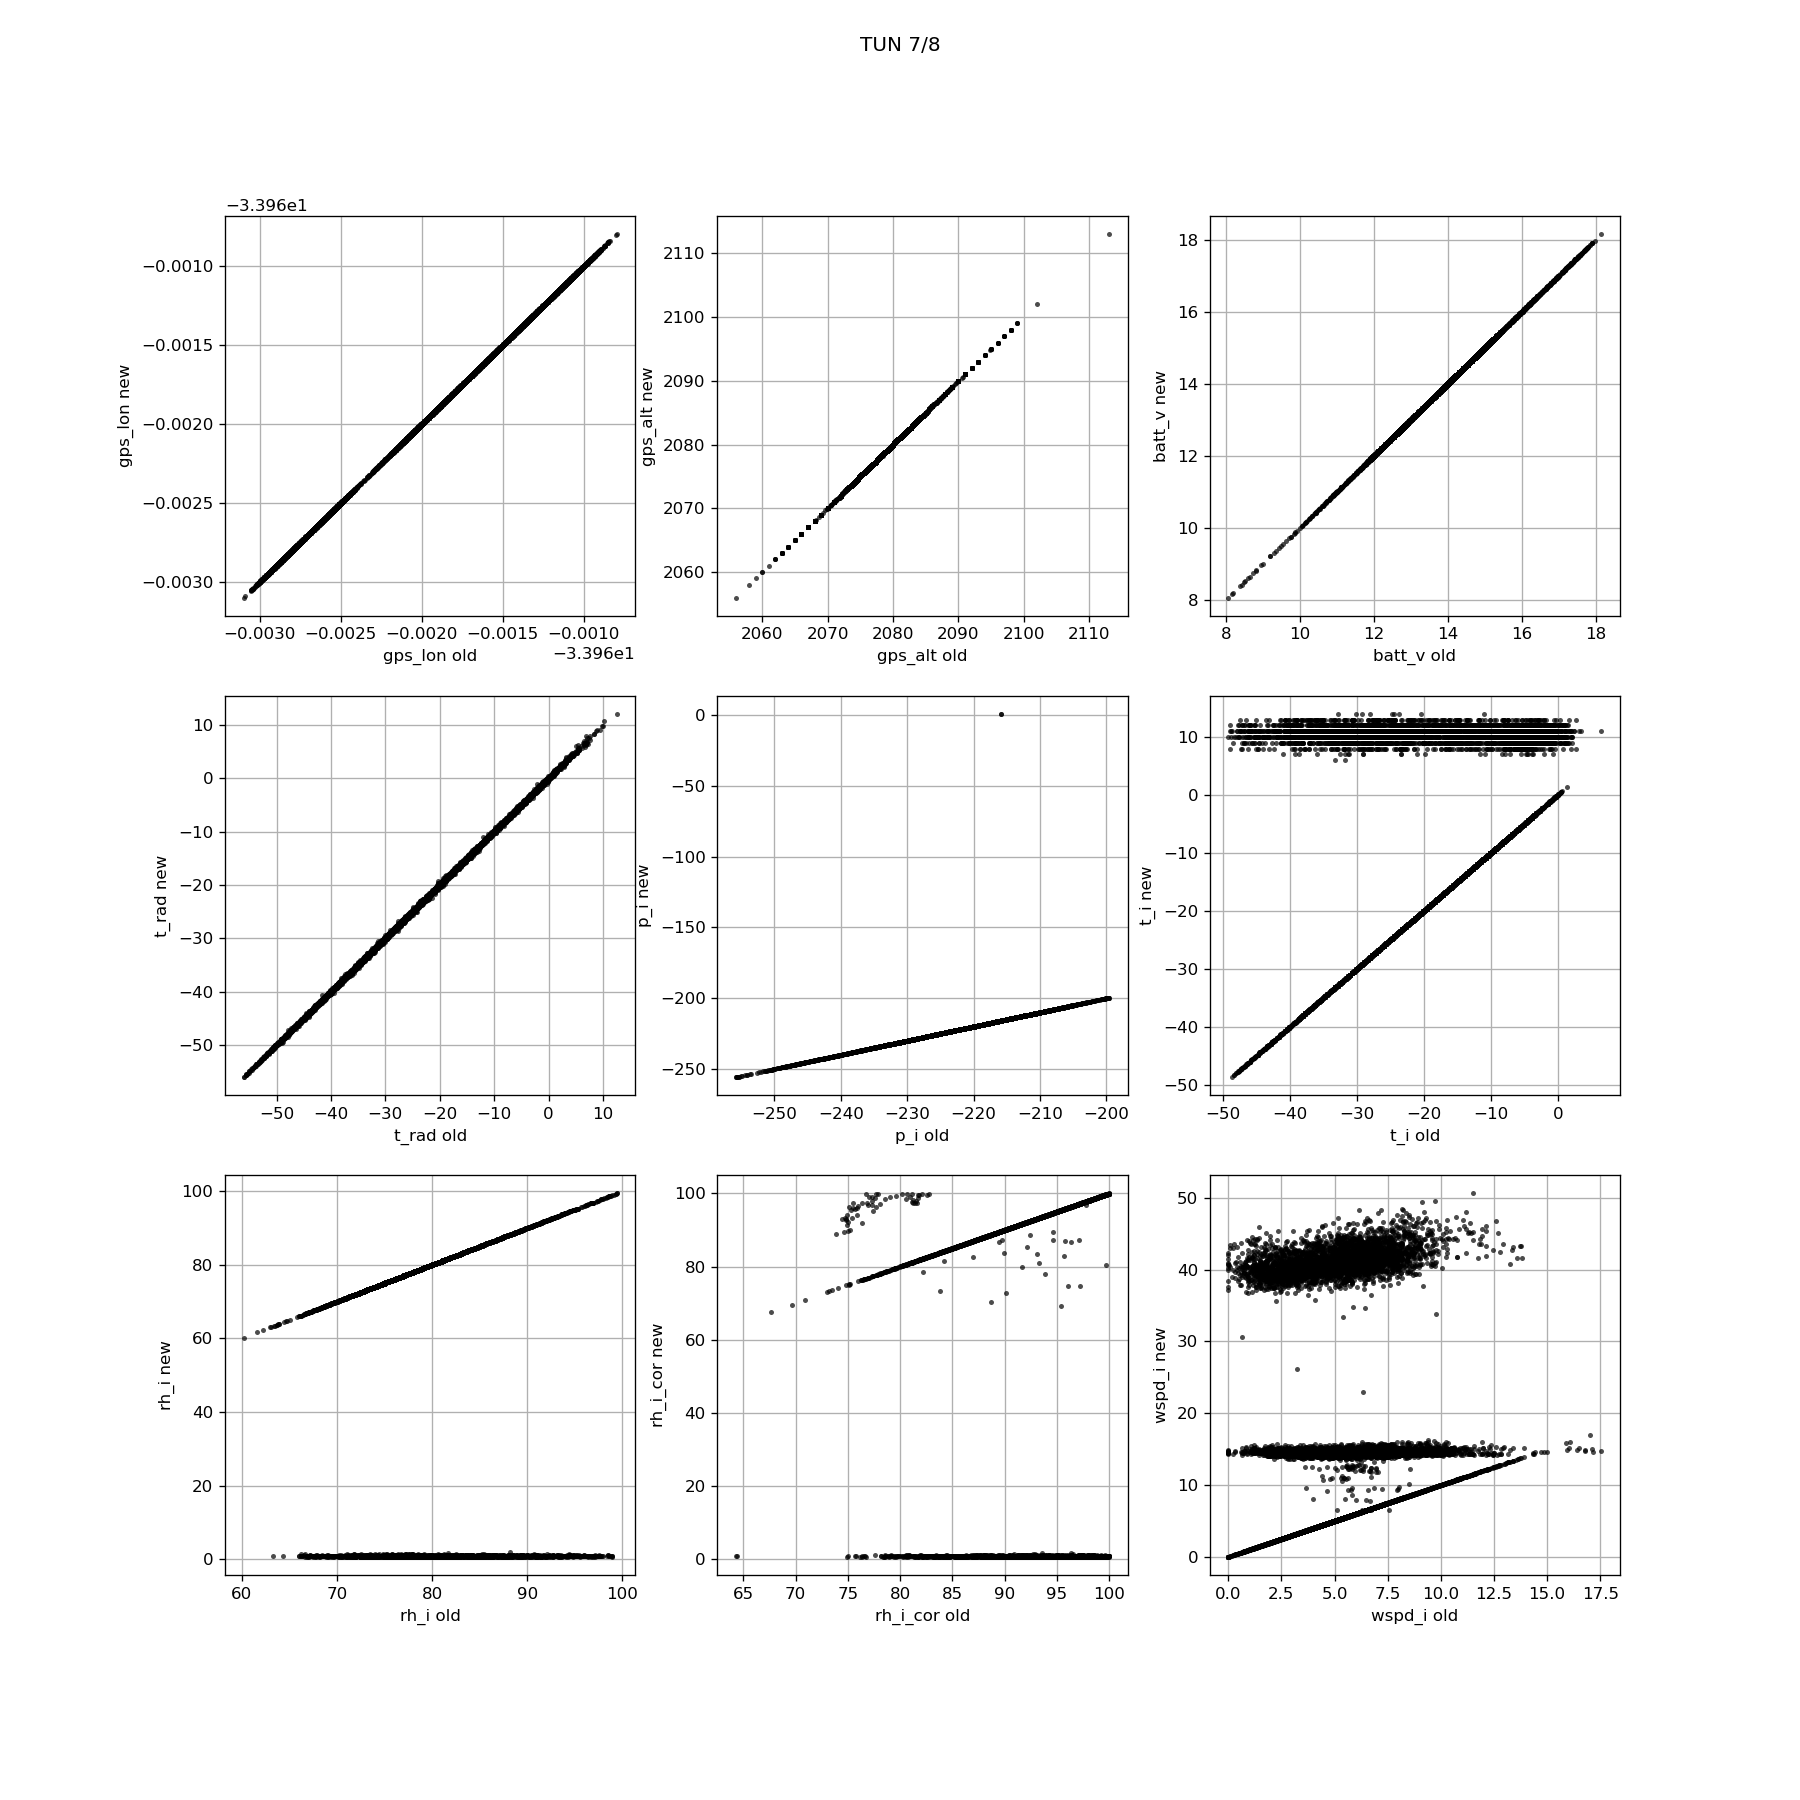 TUN 7/8
−3.396e1
−0.0010
−0.0015
−0.0020
−0.0025
−0.0030
gps_lon new
−0.0030 −0.0025 −0.0020 −0.0015 −0.0010
gps_lon old
−3.396e1
2110
2100
2090
2080
2070
2060
gps_alt new
2060 2070 2080 2090 2100 2110
gps_alt old
18
16
14
12
10
8
batt_v new
8 10 12 14 16 18
batt_v old
10
0
−10
−20
−30
−40
−50
t_rad new
−50 −40 −30 −20 −10 0 10
t_rad old
0
−50
−100
−150
−200
−250
p_i new
−250 −240 −230 −220 −210 −200
p_i old
10
0
−10
−20
−30
−40
−50
t_i new
−50 −40 −30 −20 −10 0
t_i old
100
80
60
40
20
0
rh_i new
60 70 80 90 100
rh_i old
100
80
60
40
20
0
rh_i_cor new
65 70 75 80 85 90 95 100
rh_i_cor old
50
40
30
20
10
0
wspd_i new
0.0 2.5 5.0 7.5 10.0 12.5 15.0 17.5
wspd_i old